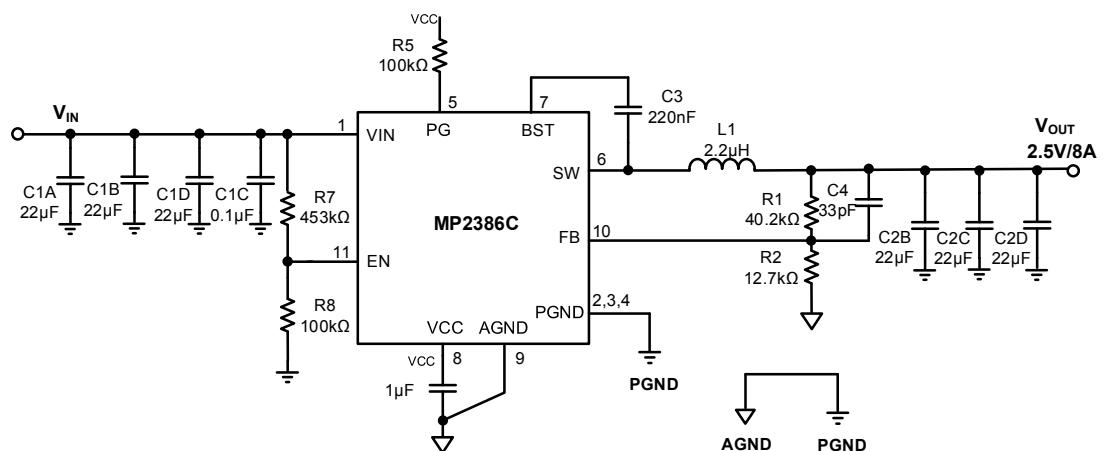 VCC
R5
100kΩ
5
7
C3
220nF
VIN
1
VIN
PG
BST
L1
2.2μH
VOUT
2.5V/8A
6
SW
C1A
22μF
C1B
22μF
C1D
22μF
C1C
0.1μF
R7
453kΩ
MP2386C
R1
40.2kΩ
C4
33pF
FB
10
C2B
22μF
C2C
22μF
C2D
22μF
11
EN
R2
12.7kΩ
R8
100kΩ
2,3,4
PGND
VCC
AGND
VCC
8
9
1μF
PGND
AGND
PGND